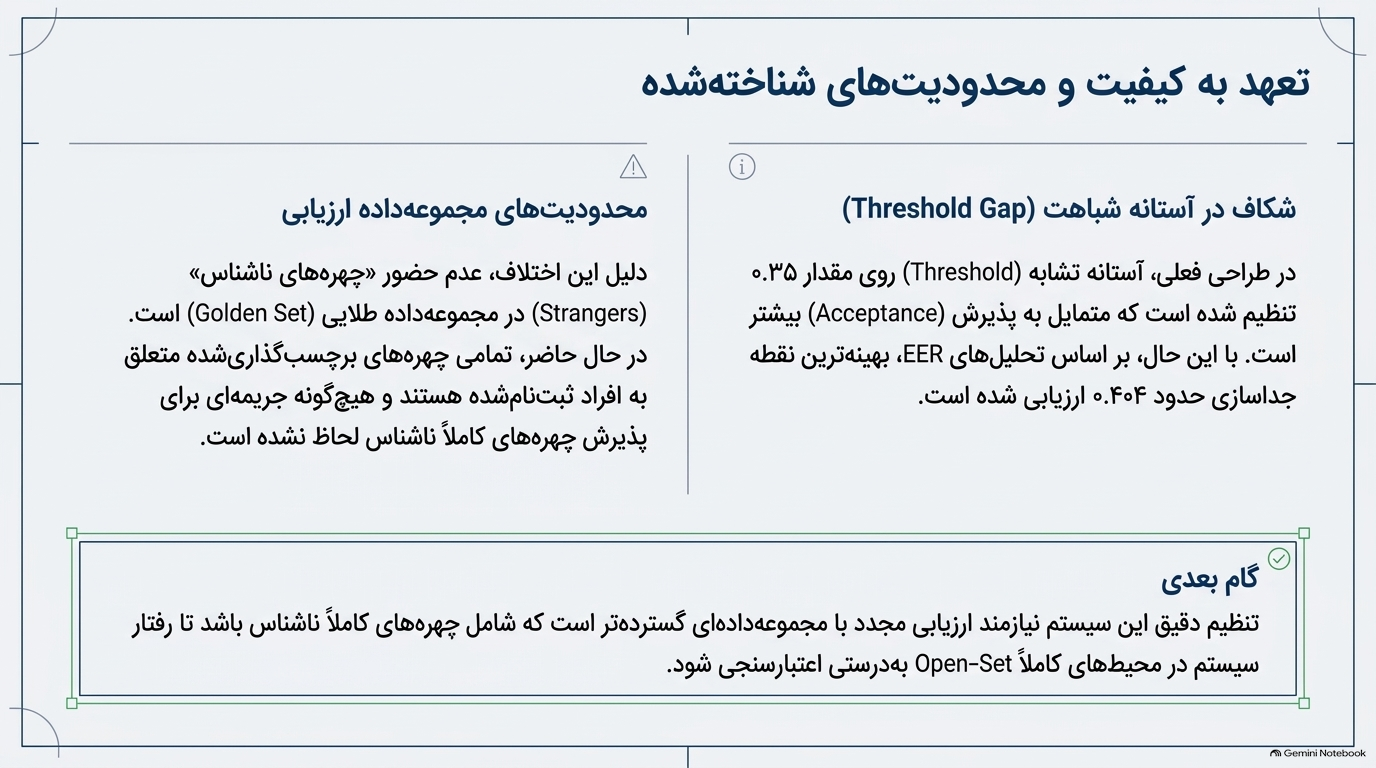 تعهد به کیفیت و محدودیت‌های شناخته‌شده
شکاف در آستانه شباهت (Threshold Gap)
در طراحی فعلی، آستانه تشابه (Threshold) روی مقدار ۰.۳۵
تنظیم شده است که متمایل به پذیرش (Acceptance) بیشتر
است. با این حال، بر اساس تحلیل‌های EER، بهینه‌ترین نقطه
جداسازی حدود ۰.۴۰۴ ارزیابی شده است.
محدودیت‌های مجموعه‌داده ارزیابی
دلیل این اختلاف، عدم حضور «چهره‌های ناشناس»
(Strangers) در مجموعه‌داده طلایی (Golden Set) است.
در حال حاضر، تمامی چهره‌های برچسب‌گذاری‌شده متعلق
به افراد ثبت‌نام‌شده هستند و هیچ‌گونه جریمه‌ای برای
پذیرش چهره‌های کاملاً ناشناس لحاظ نشده است.
گام بعدی
تنظیم دقیق این سیستم نیازمند ارزیابی مجدد با مجموعه‌داده‌ای گسترده‌تر است که شامل چهره‌های کاملاً ناشناس باشد تا رفتار
سیستم در محیط‌های کاملاً Open-Set به‌درستی اعتبارسنجی شود.
Gemini Notebook